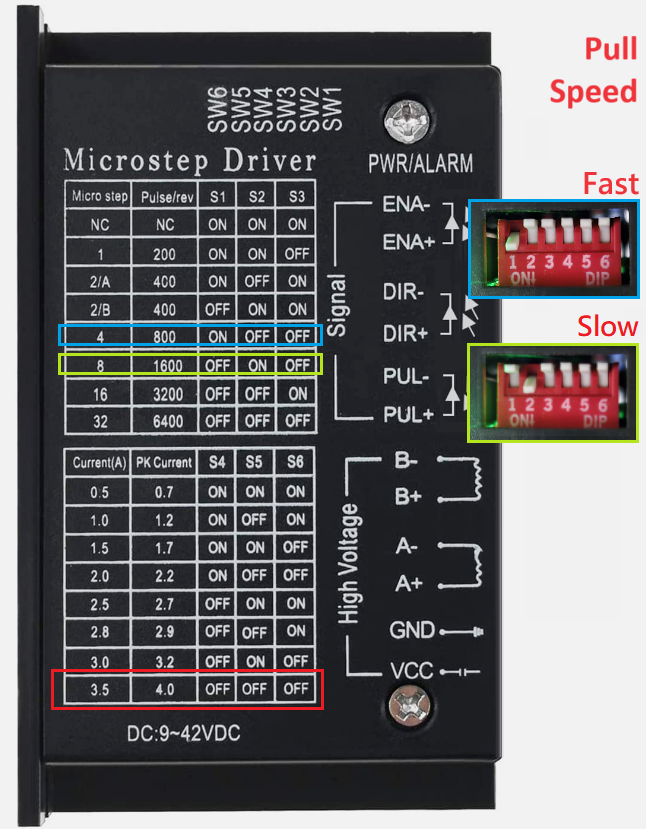 Pull
Speed
SW6
SW5
SW4
SW3
SW2
SW1
Microstep Driver
PWR/ALARM
Micro step Pulse/rev S1 S2 S3
NC NC ON ON ON
1 200 ON ON OFF
2/A 400 ON OFF ON
2/B 400 OFF ON ON
4 800 ON OFF OFF
8 1600 OFF ON OFF
16 3200 OFF OFF ON
32 6400 OFF OFF OFF
Signal
ENA-
ENA+
DIR-
DIR+
PUL-
PUL+
Fast
1 2 3 4 5 6
ON↓ DIP
Slow
1 2 3 4 5 6
ON↓ DIP
Current(A) PK Current S4 S5 S6
0.5 0.7 ON ON ON
1.0 1.2 ON OFF ON
1.5 1.7 ON ON OFF
2.0 2.2 ON OFF OFF
2.5 2.7 OFF ON ON
2.8 2.9 OFF OFF ON
3.0 3.2 OFF ON OFF
3.5 4.0 OFF OFF OFF
High Voltage
B-
B+
A-
A+
GND
VCC
DC:9~42VDC